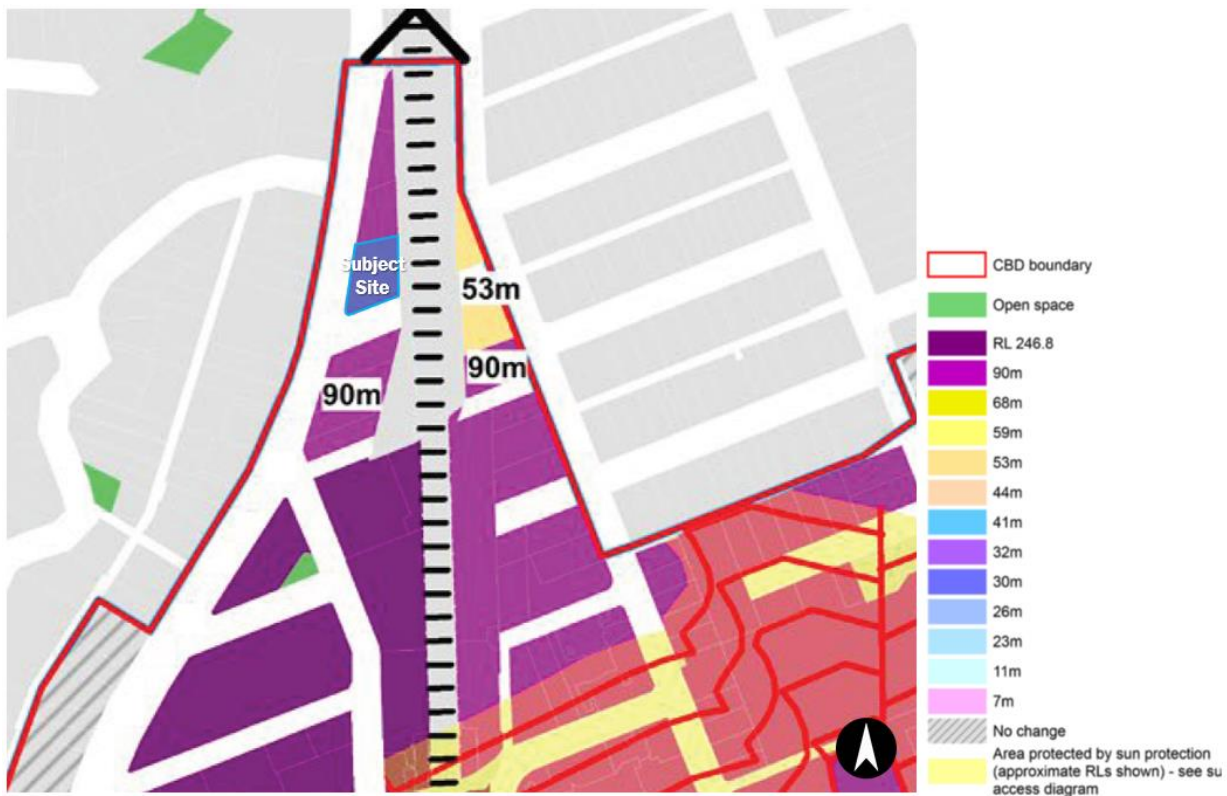 Subject
Site
53m
90m
90m
CBD boundary
Open space
RL 246.8
90m
68m
59m
53m
44m
41m
32m
30m
26m
23m
11m
7m
No change
Area protected by sun protection
(approximate RLs shown) - see su
access diagram